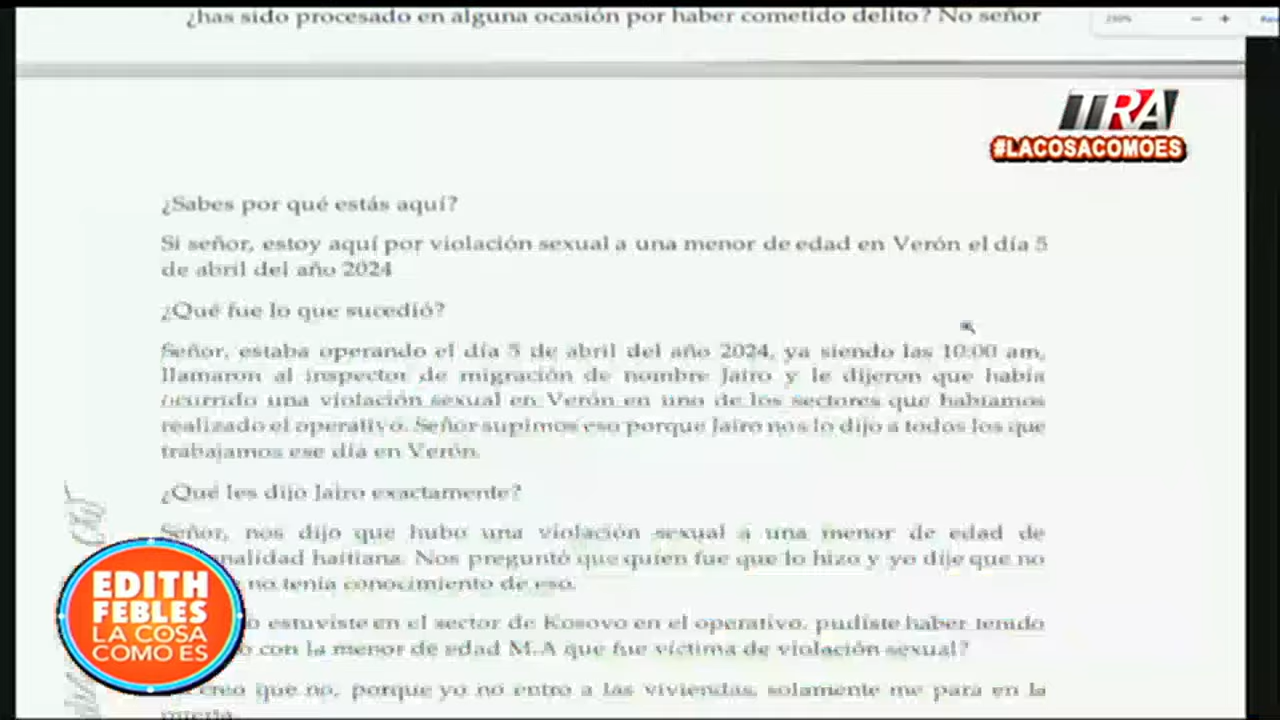 ¿has sido procesado en alguna ocasión por haber cometido delito? No señor
TRA
#LACOSACOMOES
¿Sabes por qué estás aquí?
Si señor, estoy aquí por violación sexual a una menor de edad en Verón el día 5
de abril del año 2024
¿Qué fue lo que sucedió?
Señor, estaba operando el día 5 de abril del año 2024, ya siendo las 10:00 am,
llamaron al inspector de migración de nombre Jairo y le dijeron que había
ocurrido una violación sexual en Verón en uno de los sectores que habíamos
realizado el operativo. Señor supimos eso porque Jairo nos lo dijo a todos los que
trabajamos ese día en Verón.
¿Qué les dijo Jairo exactamente?
Señor, nos dijo que hubo una violación sexual a una menor de edad de
nalidad haitiana. Nos preguntó que quien fue que lo hizo y yo dije que no
no tenía conocimiento de eso.
estuviste en el sector de Kosovo en el operativo, pudiste haber tenido
con la menor de edad M.A que fue víctima de violación sexual?
creo que no, porque yo no entro a las viviendas, solamente me para en la
puerta.
EDITH
FEBLES
LA COSA
COMO ES